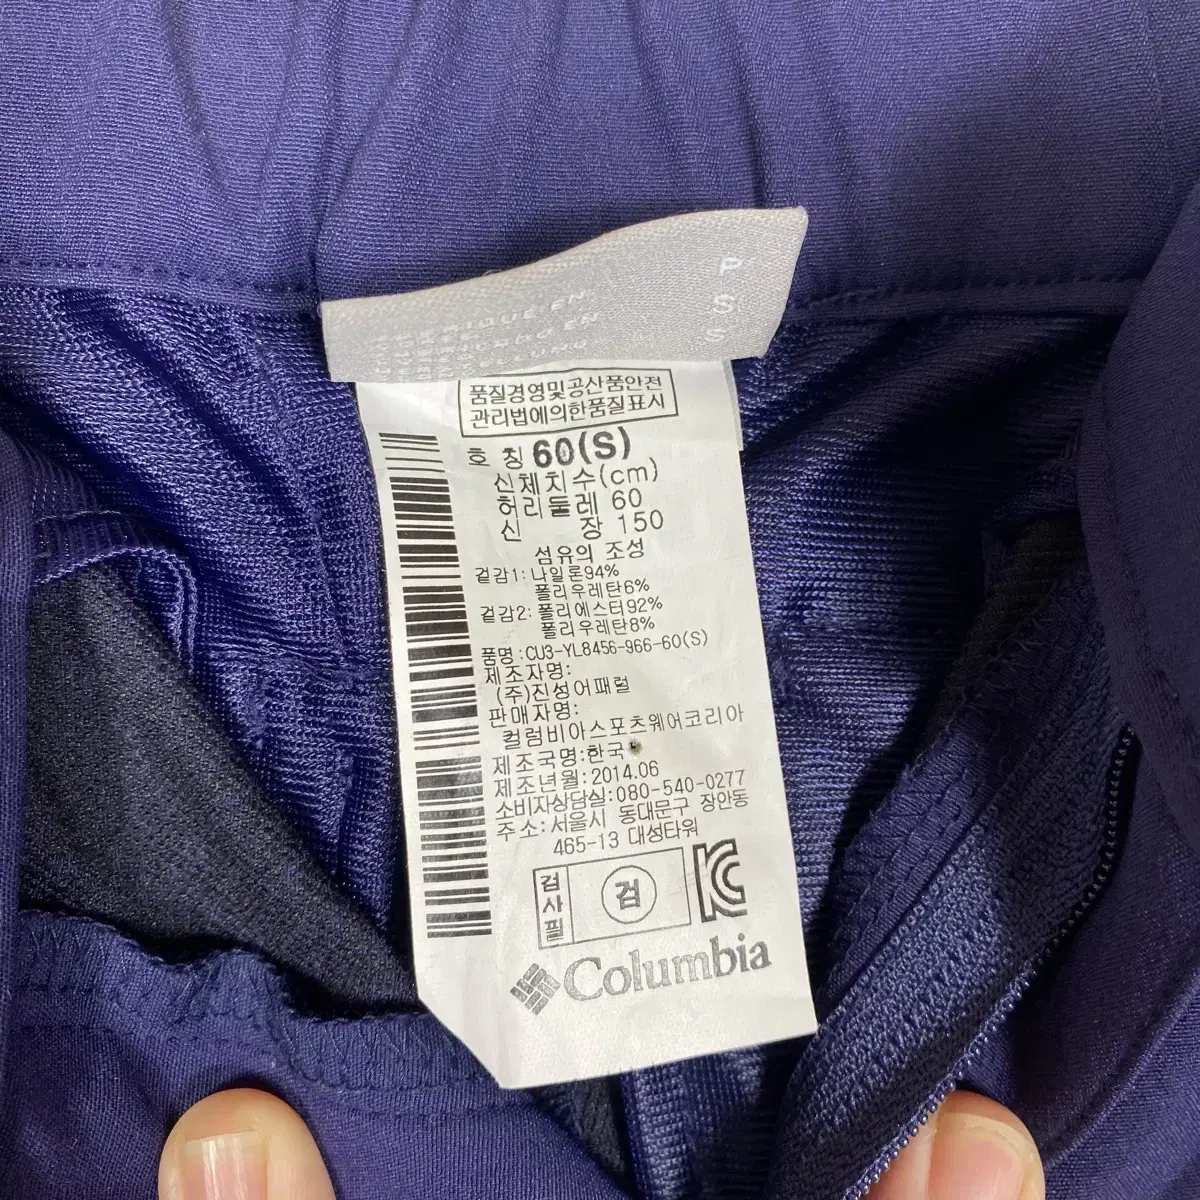 P
S
S
품질경영및공산품안전
관리법에의한품질표시
호 칭 60(S)
신체치수(cm)
허리둘레 60
신 장 150
섬유의 조성
겉감1: 나일론94%
폴리우레탄6%
겉감2: 폴리에스터92%
폴리우레탄8%
품명:CU3-YL8456-966-60(S)
제조자명:
(주)진성어패럴
판매자명:
컬럼비아스포츠웨어코리아
제조국명:한국
제조년월:2014.06
소비자상담실:080-540-0277
주 소:서울시 동대문구 장안동
465-13 대성타워
검사필 검 KC
Columbia